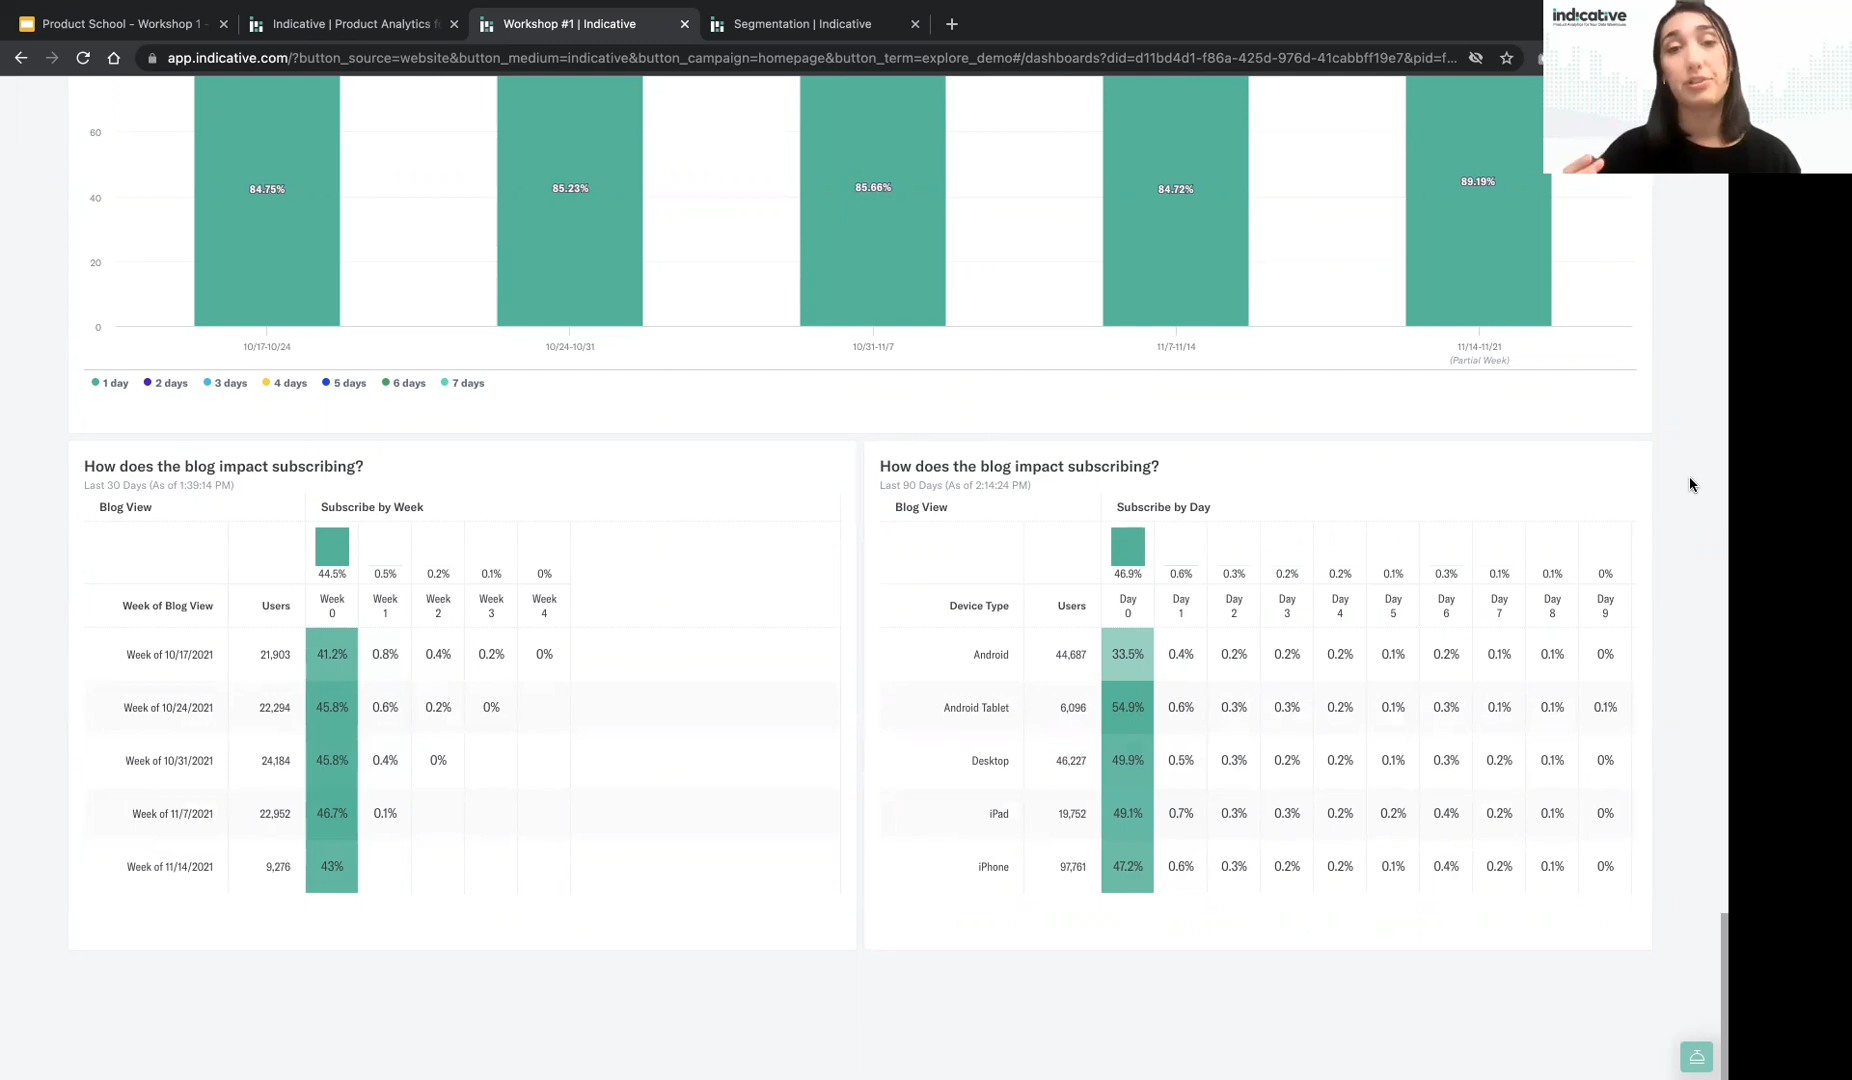 Product School - Workshop 1 -
Indicative | Product Analytics f
Workshop #1 | Indicative
Segmentation | Indicative
app.indicative.com/?button_source=website&button_medium=indicative&button_campaign=homepage&button_term=explore_demo#/dashboards?did=d11bd4d1-f86a-425d-976d-41cabbff19e7&pid=f...
indicative
60
40
20
0
84.75%
85.23%
85.66%
84.72%
89.19%
10/17-10/24
10/24-10/31
10/31-11/7
11/7-11/14
11/14-11/21
(Partial Week)
1 day 2 days 3 days 4 days 5 days 6 days 7 days
How does the blog impact subscribing?
Last 30 Days (As of 1:39:14 PM)
Blog View Subscribe by Week
44.5% 0.5% 0.2% 0.1% 0%
Week of Blog View Users Week 0 Week 1 Week 2 Week 3 Week 4
Week of 10/17/2021 21,903 41.2% 0.8% 0.4% 0.2% 0%
Week of 10/24/2021 22,294 45.8% 0.6% 0.2% 0%
Week of 10/31/2021 24,184 45.8% 0.4% 0%
Week of 11/7/2021 22,952 46.7% 0.1%
Week of 11/14/2021 9,276 43%
How does the blog impact subscribing?
Last 90 Days (As of 2:14:24 PM)
Blog View Subscribe by Day
46.9% 0.6% 0.3% 0.2% 0.2% 0.1% 0.3% 0.1% 0.1% 0%
Device Type Users Day 0 Day 1 Day 2 Day 3 Day 4 Day 5 Day 6 Day 7 Day 8 Day 9
Android 44,687 33.5% 0.4% 0.2% 0.2% 0.2% 0.1% 0.2% 0.1% 0.1% 0%
Android Tablet 6,096 54.9% 0.6% 0.3% 0.3% 0.2% 0.1% 0.3% 0.1% 0.1% 0.1%
Desktop 46,227 49.9% 0.5% 0.3% 0.2% 0.2% 0.1% 0.3% 0.2% 0.1% 0%
iPad 19,752 49.1% 0.7% 0.3% 0.3% 0.2% 0.2% 0.4% 0.2% 0.1% 0%
iPhone 97,761 47.2% 0.6% 0.3% 0.2% 0.2% 0.1% 0.4% 0.2% 0.1% 0%